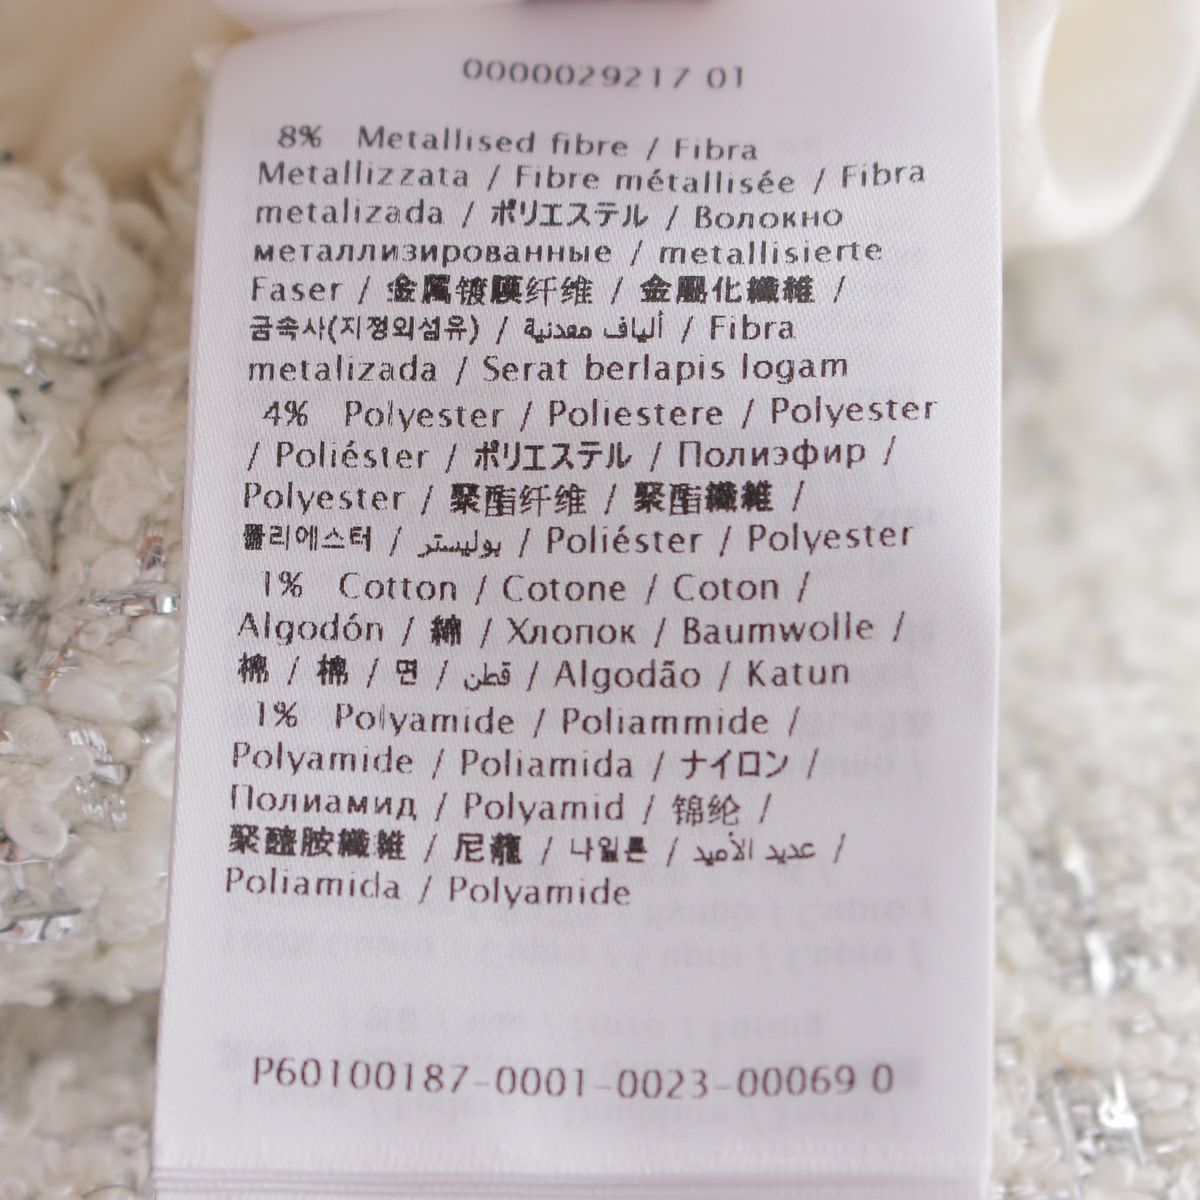 0000029217 01
8% Metallised fibre / Fibra
Metallizzata / Fibre métallisée / Fibra
metalizada / ポリエステル / Волокно
металлизированные / metallisierte
Faser / 金属镀膜纤维 / 金屬化纖維 /
금속사(지정외섬유) / ألياف معدنية / Fibra
metalizada / Serat berlapis logam
4% Polyester / Poliestere / Polyester
/ Poliéster / ポリエステル / Полиэфир /
Polyester / 聚酯纤维 / 聚酯纖維 /
폴리에스터 / بوليستر / Poliéster / Polyester
1% Cotton / Cotone / Coton /
Algodón / 綿 / Хлопок / Baumwolle /
棉 / 棉 / 면 / قطن / Algodão / Katun
1% Polyamide / Poliammide /
Polyamide / Poliamida / ナイロン /
Полиамид / Polyamid / 锦纶 /
聚醯胺纖維 / 尼龍 / 나일론 / عديد الأميد /
Poliamida / Polyamide
P60100187-0001-0023-00069 0